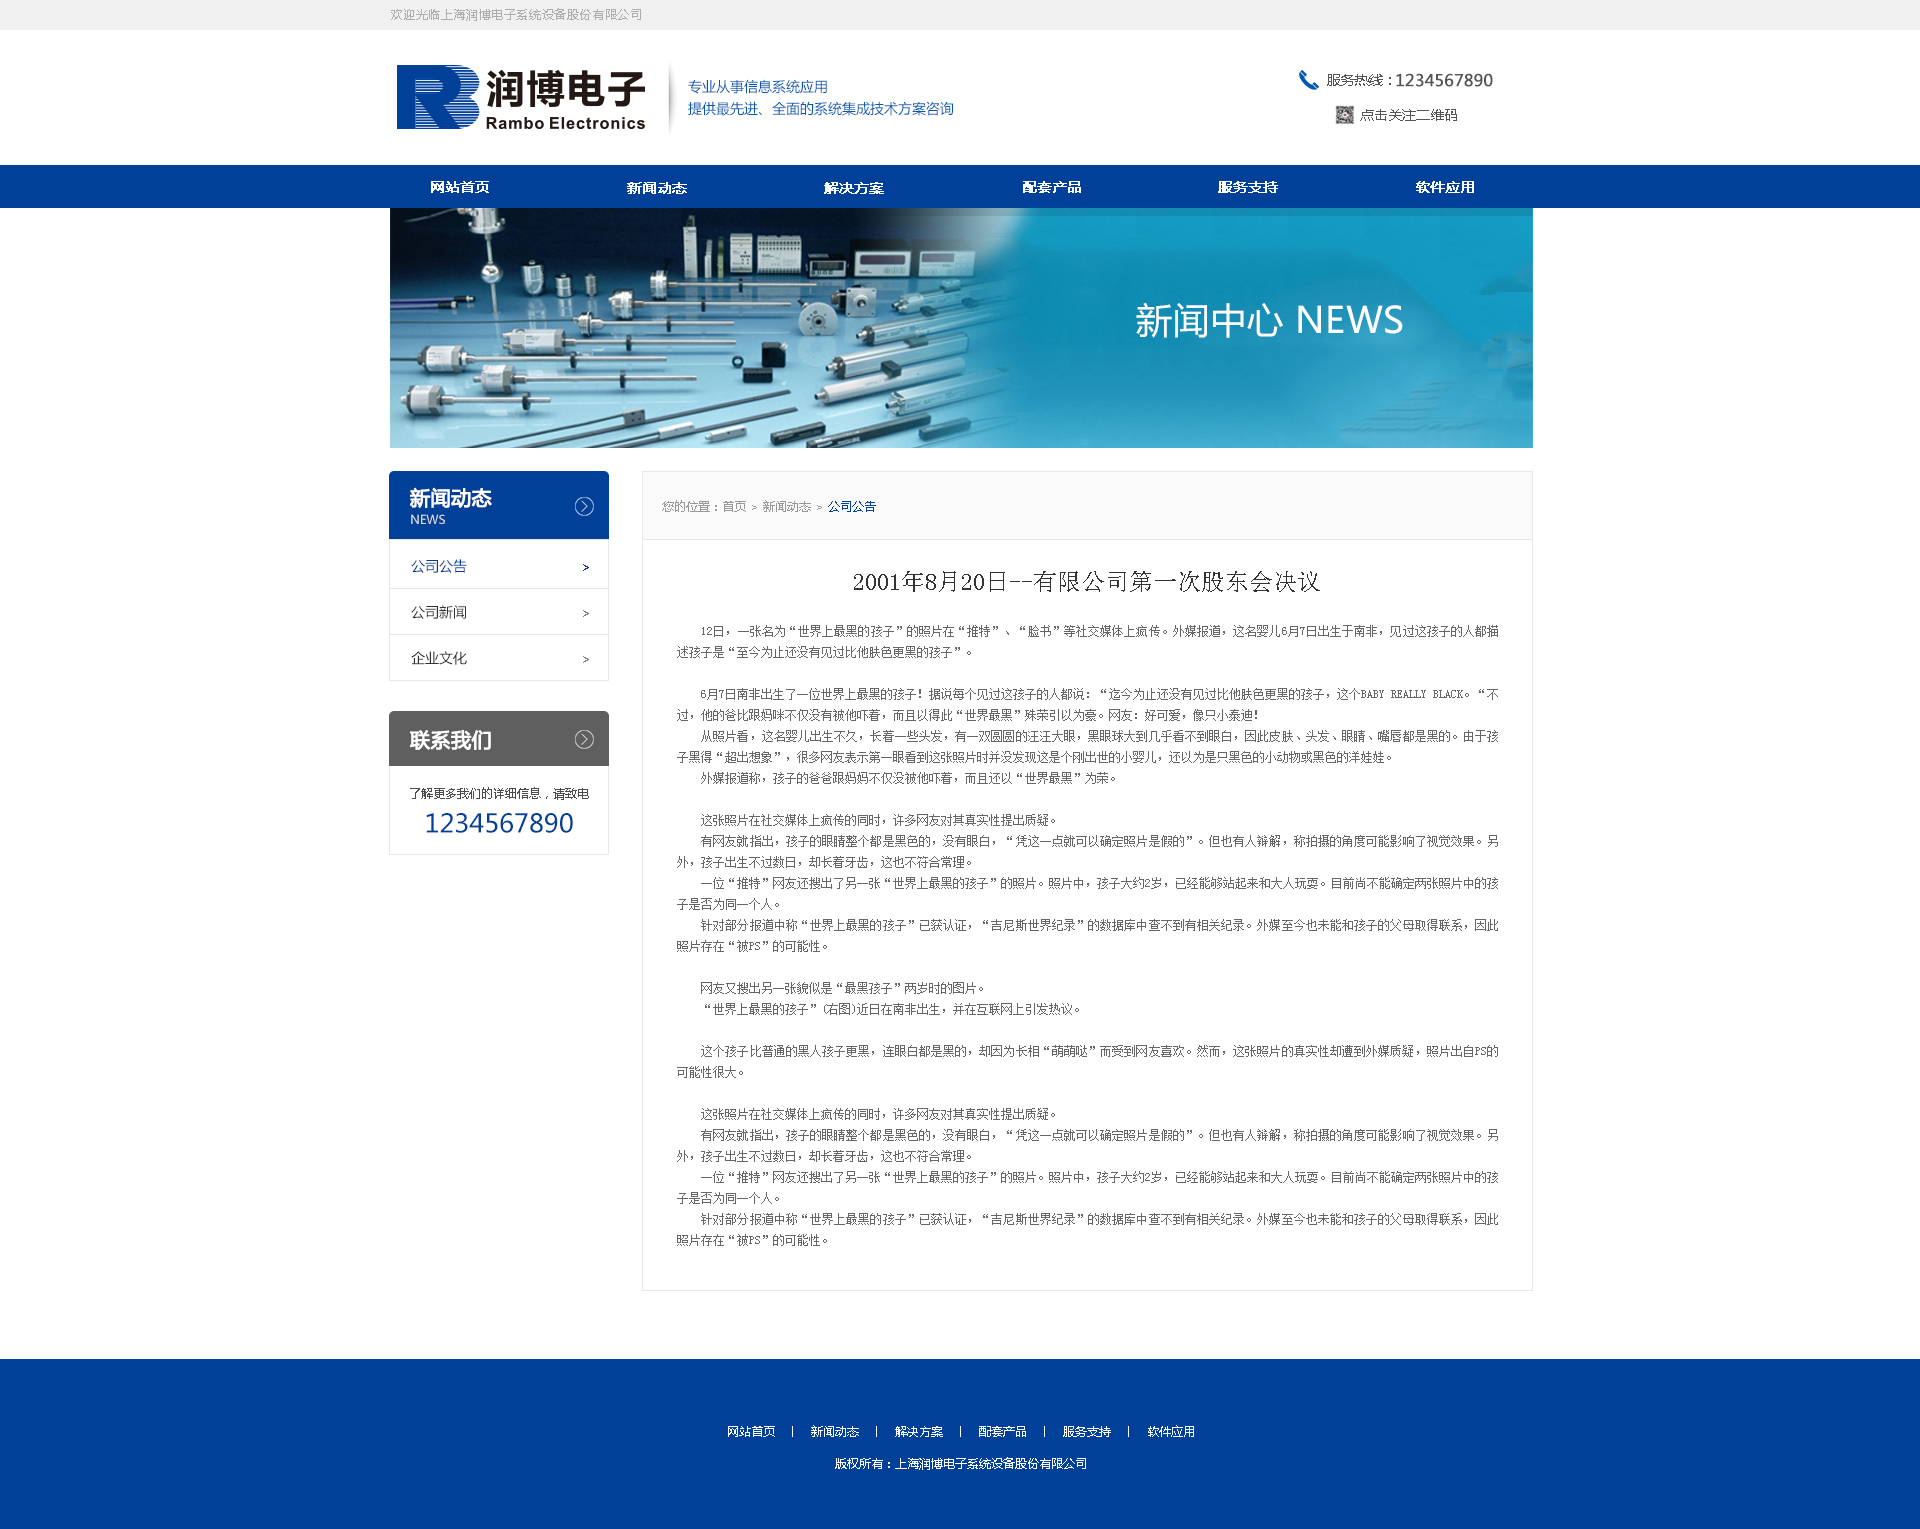 欢迎光临上海润博电子系统设备股份有限公司
润博电子
Rambo Electronics
专业从事信息系统应用
提供最先进、全面的系统集成技术方案咨询
服务热线：1234567890
点击关注二维码
网站首页 新闻动态 解决方案 配套产品 服务支持 软件应用
新闻中心 NEWS
新闻动态
NEWS
公司公告 >
公司新闻 >
企业文化 >
联系我们
了解更多我们的详细信息，请致电
1234567890
您的位置：首页 > 新闻动态 > 公司公告
2001年8月20日--有限公司第一次股东会决议
12日，一张名为“世界上最黑的孩子”的照片在“推特”、“脸书”等社交媒体上疯传。外媒报道，这名婴儿6月7日出生于南非，见过这孩子的人都描
述孩子是“至今为止还没有见过比他肤色更黑的孩子”。
6月7日南非出生了一位世界上最黑的孩子！据说每个见过这孩子的人都说：“迄今为止还没有见过比他肤色更黑的孩子，这个BABY REALLY BLACK。“不
过，他的爸比跟妈咪不仅没有被他吓着，而且以得此“世界最黑”殊荣引以为豪。网友：好可爱，像只小泰迪！
从照片看，这名婴儿出生不久，长着一些头发，有一双圆圆的汪汪大眼，黑眼球大到几乎看不到眼白，因此皮肤、头发、眼睛、嘴唇都是黑的。由于孩
子黑得“超出想象”，很多网友表示第一眼看到这张照片时并没发现这是个刚出世的小婴儿，还以为是只黑色的小动物或黑色的洋娃娃。
外媒报道称，孩子的爸爸跟妈妈不仅没被他吓着，而且还以“世界最黑”为荣。
这张照片在社交媒体上疯传的同时，许多网友对其真实性提出质疑。
有网友就指出，孩子的眼睛整个都是黑色的，没有眼白，“凭这一点就可以确定照片是假的”。但也有人辩解，称拍摄的角度可能影响了视觉效果。另
外，孩子出生不过数日，却长着牙齿，这也不符合常理。
一位“推特”网友还搜出了另一张“世界上最黑的孩子”的照片。照片中，孩子大约2岁，已经能够站起来和大人玩耍。目前尚不能确定两张照片中的孩
子是否为同一个人。
针对部分报道中称“世界上最黑的孩子”已获认证，“吉尼斯世界纪录”的数据库中查不到有相关纪录。外媒至今也未能和孩子的父母取得联系，因此
照片存在“被PS”的可能性。
网友又搜出另一张貌似是“最黑孩子”两岁时的图片。
“世界上最黑的孩子”(右图)近日在南非出生，并在互联网上引发热议。
这个孩子比普通的黑人孩子更黑，连眼白都是黑的，却因为长相“萌萌哒”而受到网友喜欢。然而，这张照片的真实性却遭到外媒质疑，照片出自PS的
可能性很大。
这张照片在社交媒体上疯传的同时，许多网友对其真实性提出质疑。
有网友就指出，孩子的眼睛整个都是黑色的，没有眼白，“凭这一点就可以确定照片是假的”。但也有人辩解，称拍摄的角度可能影响了视觉效果。另
外，孩子出生不过数日，却长着牙齿，这也不符合常理。
一位“推特”网友还搜出了另一张“世界上最黑的孩子”的照片。照片中，孩子大约2岁，已经能够站起来和大人玩耍。目前尚不能确定两张照片中的孩
子是否为同一个人。
针对部分报道中称“世界上最黑的孩子”已获认证，“吉尼斯世界纪录”的数据库中查不到有相关纪录。外媒至今也未能和孩子的父母取得联系，因此
照片存在“被PS”的可能性。
网站首页 | 新闻动态 | 解决方案 | 配套产品 | 服务支持 | 软件应用
版权所有：上海润博电子系统设备股份有限公司